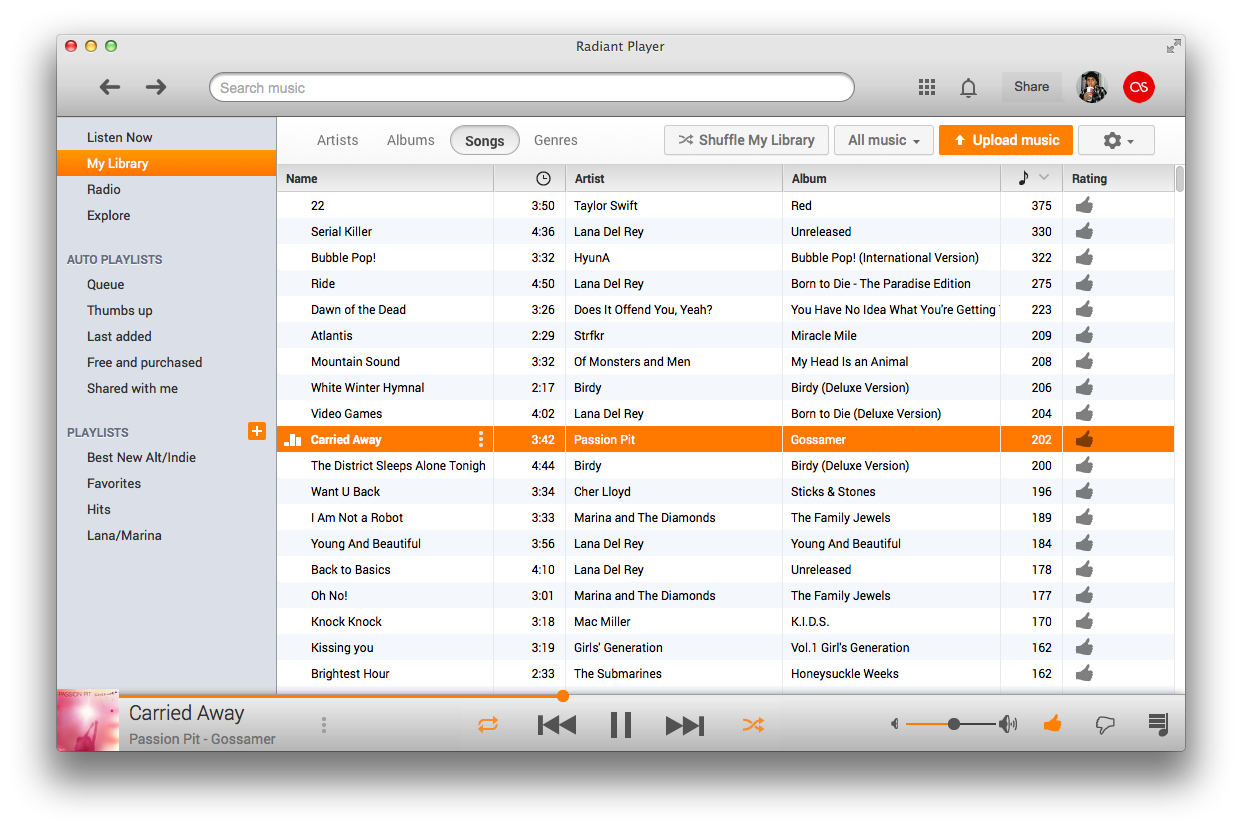 Radiant Player
Search music
Share
Listen Now
My Library
Radio
Explore
AUTO PLAYLISTS
Queue
Thumbs up
Last added
Free and purchased
Shared with me
PLAYLISTS
Best New Alt/Indie
Favorites
Hits
Lana/Marina
Artists Albums Songs Genres Shuffle My Library All music Upload music
Name Artist Album Rating
22 3:50 Taylor Swift Red 375
Serial Killer 4:36 Lana Del Rey Unreleased 330
Bubble Pop! 3:32 HyunA Bubble Pop! (International Version) 322
Ride 4:50 Lana Del Rey Born to Die - The Paradise Edition 275
Dawn of the Dead 3:26 Does It Offend You, Yeah? You Have No Idea What You're Getting 223
Atlantis 2:29 Strfkr Miracle Mile 209
Mountain Sound 3:32 Of Monsters and Men My Head Is an Animal 208
White Winter Hymnal 2:17 Birdy Birdy (Deluxe Version) 206
Video Games 4:02 Lana Del Rey Born to Die (Deluxe Version) 204
Carried Away 3:42 Passion Pit Gossamer 202
The District Sleeps Alone Tonigh 4:44 Birdy Birdy (Deluxe Version) 200
Want U Back 3:34 Cher Lloyd Sticks & Stones 196
I Am Not a Robot 3:33 Marina and The Diamonds The Family Jewels 189
Young And Beautiful 3:56 Lana Del Rey Young And Beautiful 184
Back to Basics 4:10 Lana Del Rey Unreleased 178
Oh No! 3:01 Marina and The Diamonds The Family Jewels 177
Knock Knock 3:18 Mac Miller K.I.D.S. 170
Kissing you 3:19 Girls' Generation Vol.1 Girl's Generation 162
Brightest Hour 2:33 The Submarines Honeysuckle Weeks 162
PASSION PIT
Carried Away
Passion Pit - Gossamer